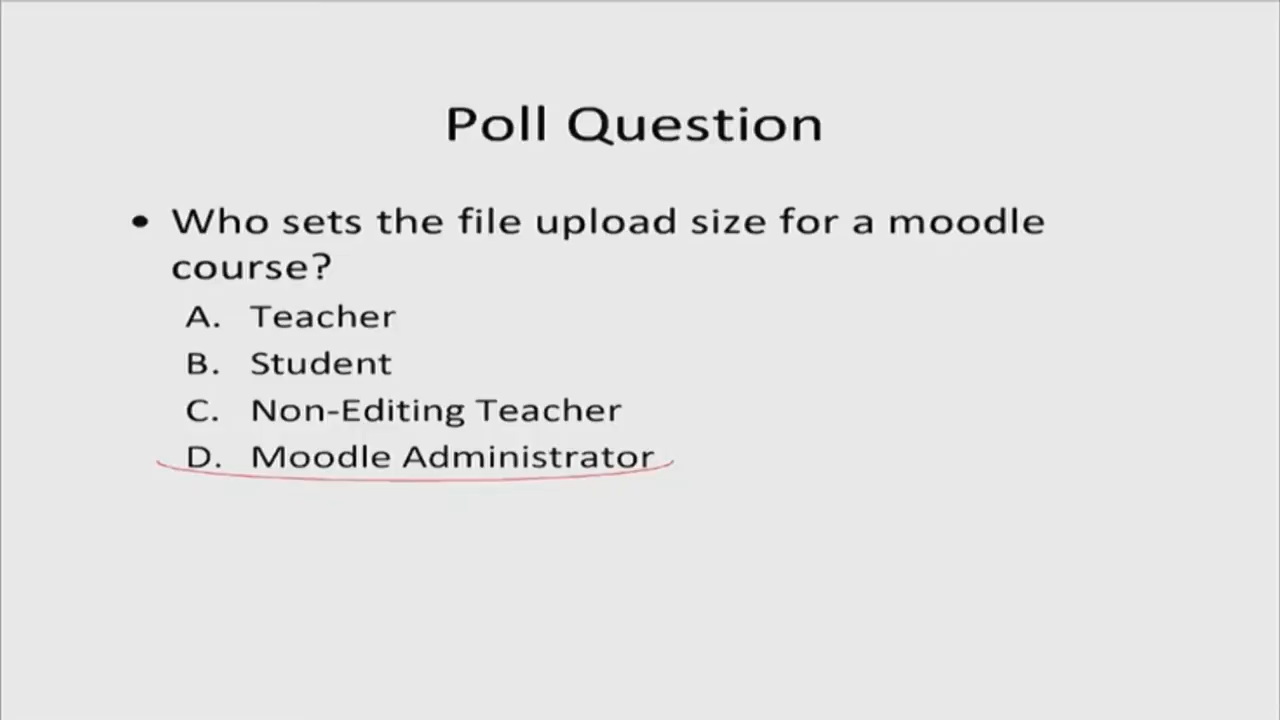 Poll Question
• Who sets the file upload size for a moodle
course?
A. Teacher
B. Student
C. Non-Editing Teacher
D. Moodle Administrator